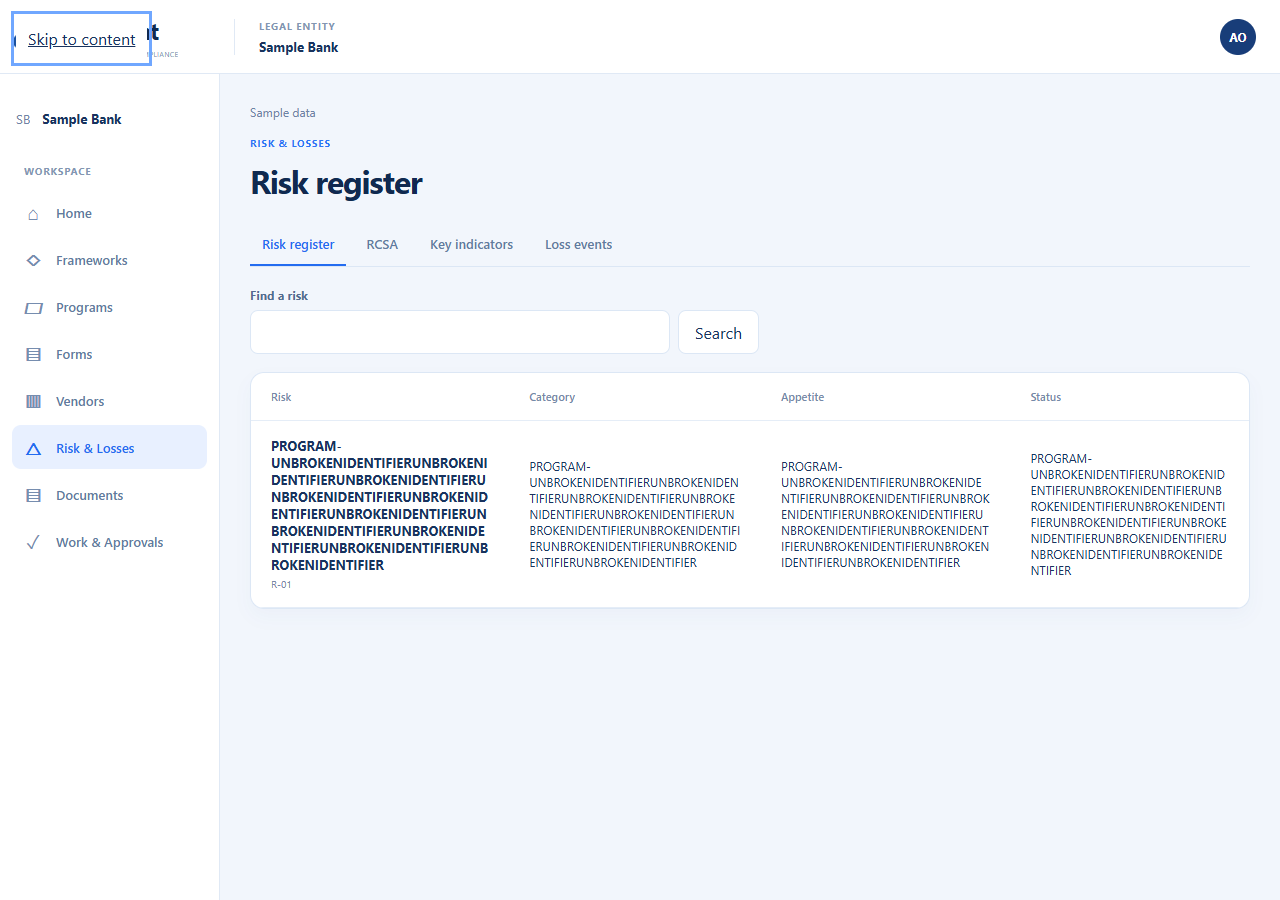 Skip to content
LEGAL ENTITY
Sample Bank
AO
SB Sample Bank
WORKSPACE
Home
Frameworks
Programs
Forms
Vendors
Risk & Losses
Documents
Work & Approvals
Sample data
RISK & LOSSES
Risk register
Risk register RCSA Key indicators Loss events
Find a risk
Search
Risk Category Appetite Status
PROGRAM-
UNBROKENIDENTIFIERUNBROKENI
DENTIFIERUNBROKENIDENTIFIERU
NBROKENIDENTIFIERUNBROKENID
ENTIFIERUNBROKENIDENTIFIERUN
BROKENIDENTIFIERUNBROKENIDE
NTIFIERUNBROKENIDENTIFIERUNB
ROKENIDENTIFIER
R-01
PROGRAM-
UNBROKENIDENTIFIERUNBROKENIDEN
TIFIERUNBROKENIDENTIFIERUNBROKE
NIDENTIFIERUNBROKENIDENTIFIERUN
BROKENIDENTIFIERUNBROKENIDENTIFI
ERUNBROKENIDENTIFIERUNBROKENID
ENTIFIERUNBROKENIDENTIFIER
PROGRAM-
UNBROKENIDENTIFIERUNBROKENIDE
NTIFIERUNBROKENIDENTIFIERUNBROK
ENIDENTIFIERUNBROKENIDENTIFIERU
NBROKENIDENTIFIERUNBROKENIDENT
IFIERUNBROKENIDENTIFIERUNBROKEN
IDENTIFIERUNBROKENIDENTIFIER
PROGRAM-
UNBROKENIDENTIFIERUNBROKENID
ENTIFIERUNBROKENIDENTIFIERUNB
ROKENIDENTIFIERUNBROKENIDENTI
FIERUNBROKENIDENTIFIERUNBROKE
NIDENTIFIERUNBROKENIDENTIFIERU
NBROKENIDENTIFIERUNBROKENIDE
NTIFIER